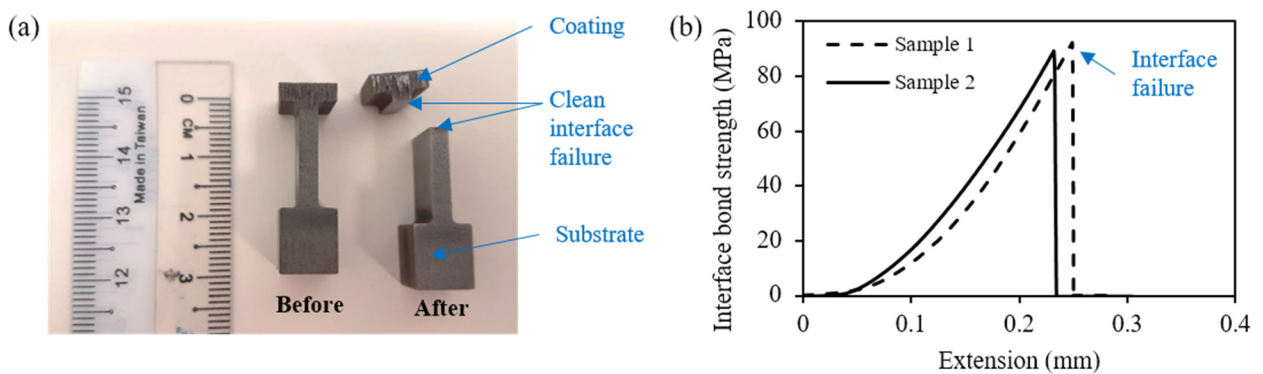 (a)
Coating
Clean
interface
failure
Substrate
15
14
13
12
Made in Taiwan
0
CM
1
2
3
Before
After
(b)
Interface bond strength (MPa)
100
80
60
40
20
0
Sample 1
Sample 2
Interface
failure
0
0.1
0.2
0.3
0.4
Extension (mm)